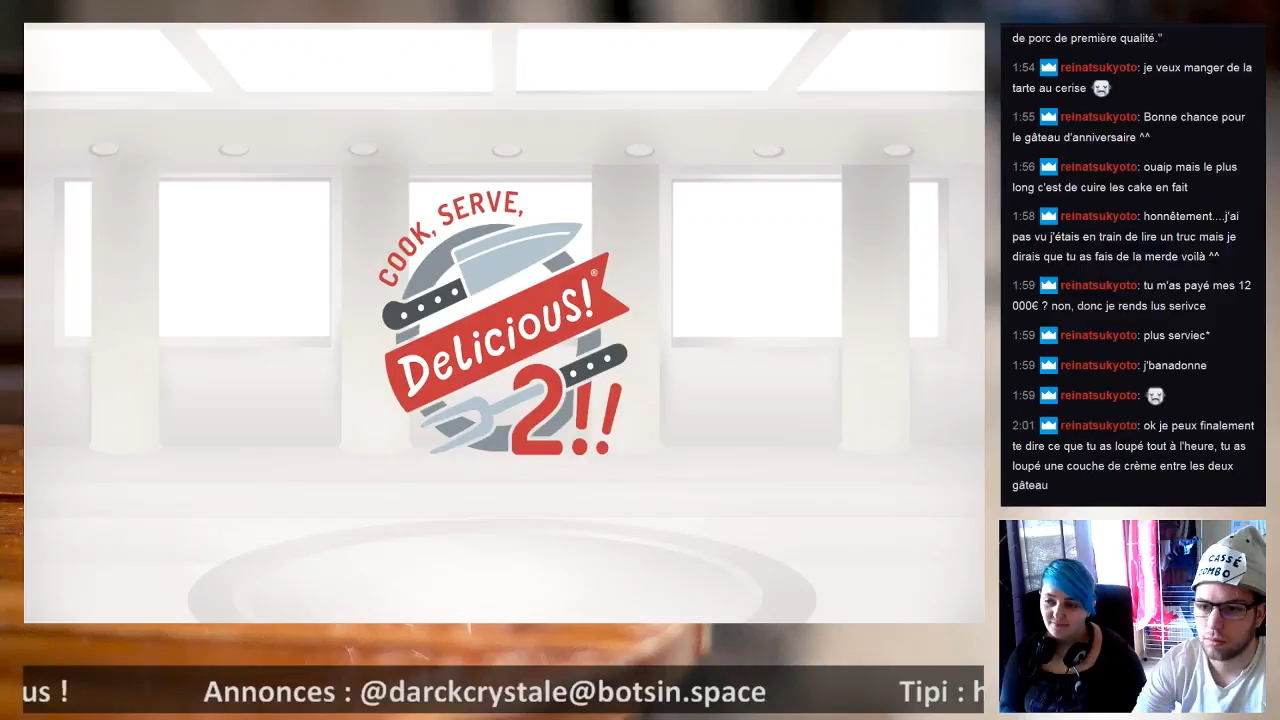 de porc de première qualité."
1:54 reinatsukyoto: je veux manger de la
tarte au cerise
1:55 reinatsukyoto: Bonne chance pour
le gâteau d'anniversaire ^^
1:56 reinatsukyoto: ouaip mais le plus
long c'est de cuire les cake en fait
1:58 reinatsukyoto: honnêtement....j'ai
pas vu j'étais en train de lire un truc mais je
dirais que tu as fais de la merde voilà ^^
1:59 reinatsukyoto: tu m'as payé mes 12
000€ ? non, donc je rends lus serivce
1:59 reinatsukyoto: plus serviec*
1:59 reinatsukyoto: j'banadonne
1:59 reinatsukyoto:
2:01 reinatsukyoto: ok je peux finalement
te dire ce que tu as loupé tout à l'heure, tu as
loupé une couche de crème entre les deux
gâteau
COOK, SERVE,
Delicious!®
2!!
CASSÉ
COMBO
us ! Annonces : @darckcrystale@botsin.space Tipi : h